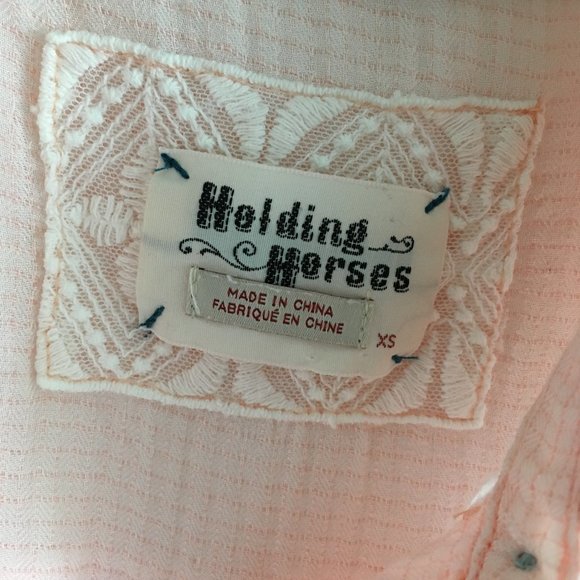 Holding
Horses
MADE IN CHINA
FABRIQUÉ EN CHINE
XS